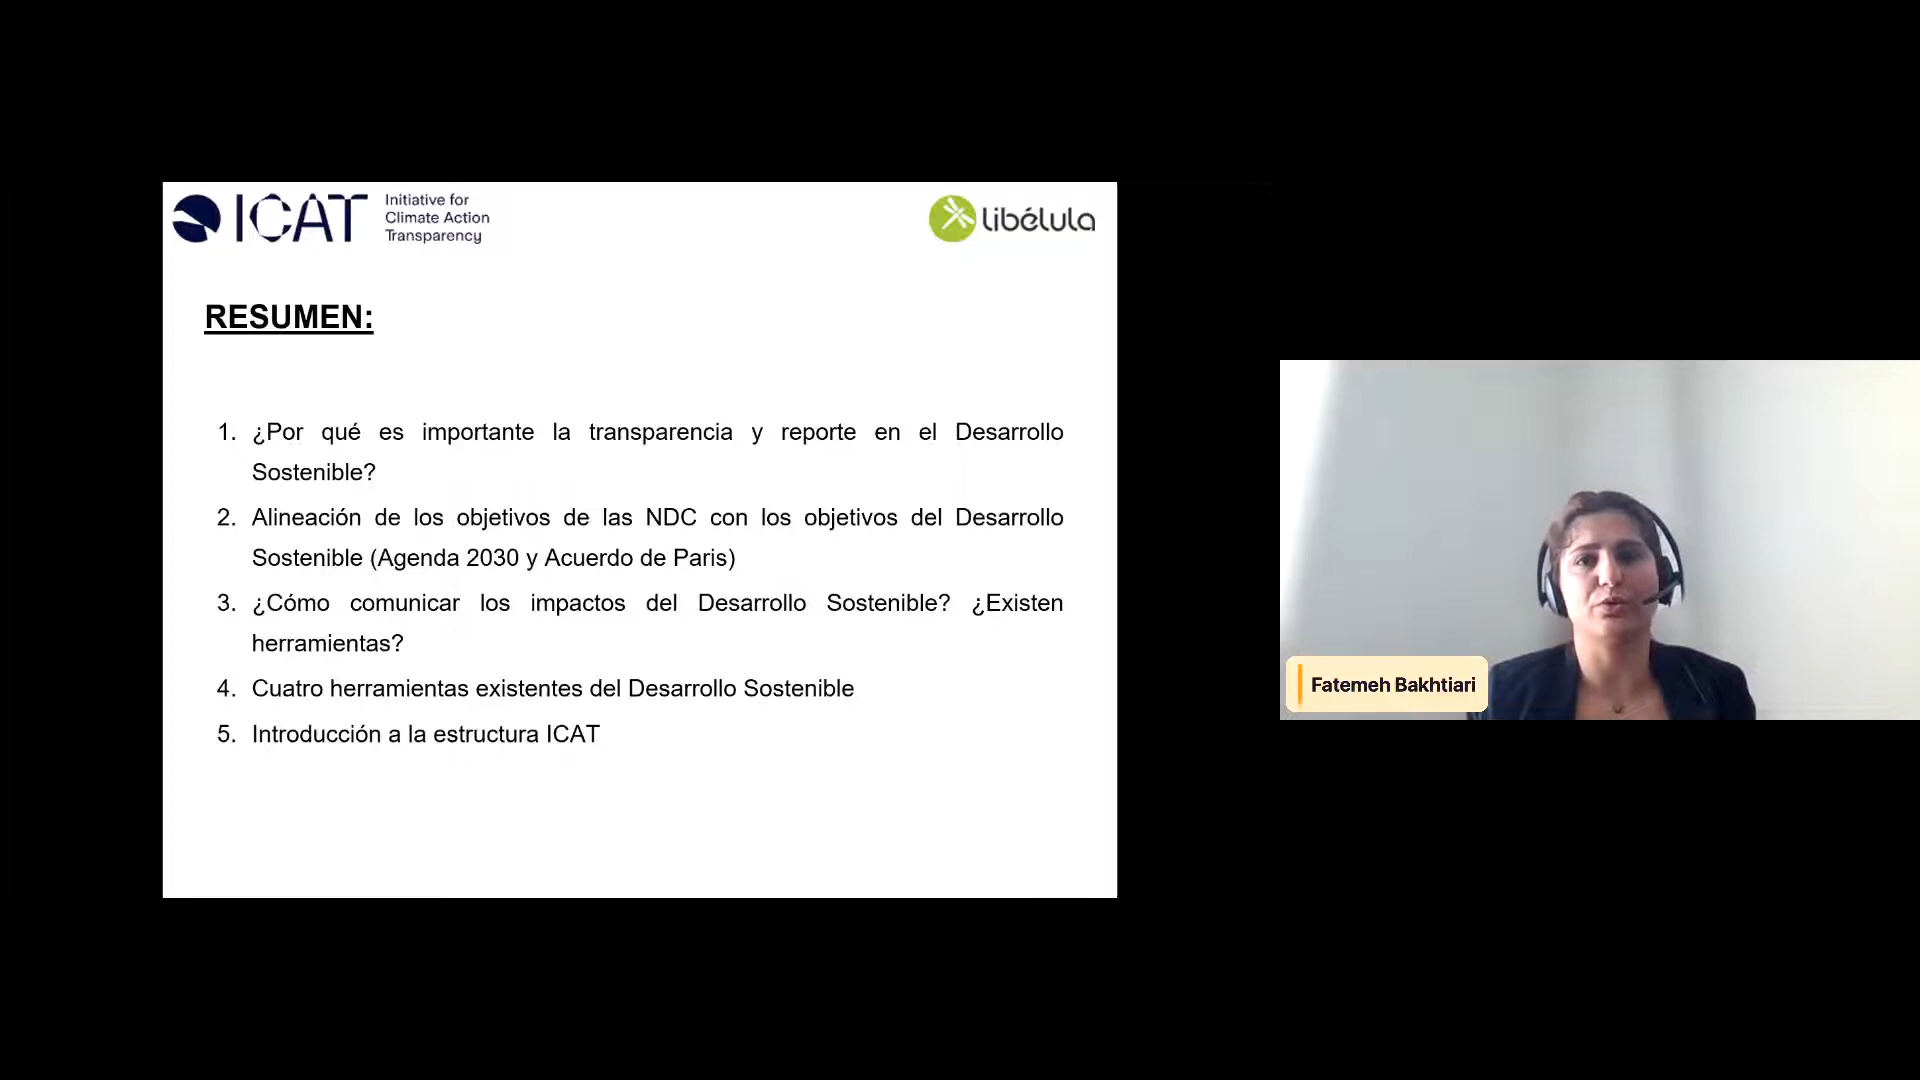 ICAT
Initiative for
Climate Action
Transparency
libélula
RESUMEN:
1. ¿Por qué es importante la transparencia y reporte en el Desarrollo
Sostenible?
2. Alineación de los objetivos de las NDC con los objetivos del Desarrollo
Sostenible (Agenda 2030 y Acuerdo de Paris)
3. ¿Cómo comunicar los impactos del Desarrollo Sostenible? ¿Existen
herramientas?
4. Cuatro herramientas existentes del Desarrollo Sostenible
5. Introducción a la estructura ICAT
Fatemeh Bakhtiari